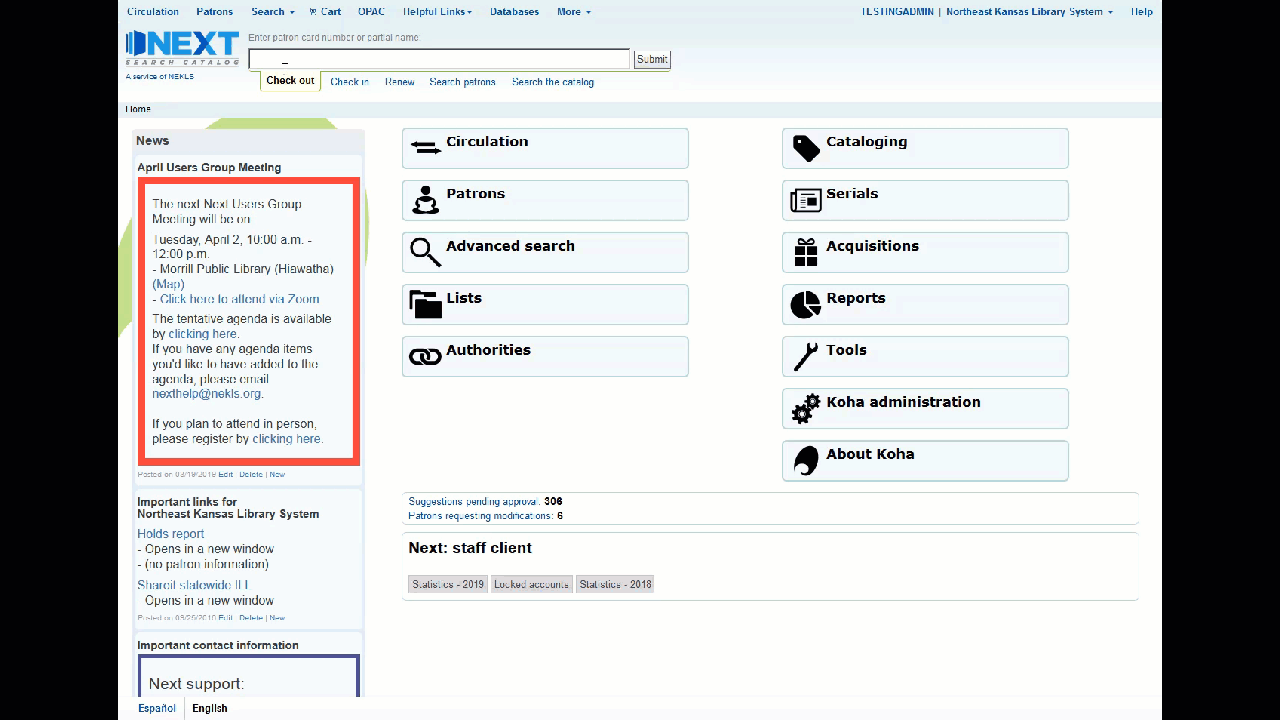 Circulation Patrons Search Cart OPAC Helpful Links Databases More TESTINGADMIN | Northeast Kansas Library System Help
NEXT
SEARCH CATALOG
A service of NEKLS
Enter patron card number or partial name:
Submit
Check out Check in Renew Search patrons Search the catalog
Home
News
April Users Group Meeting
The next Next Users Group
Meeting will be on
Tuesday, April 2, 10:00 a.m. -
12:00 p.m.
- Morrill Public Library (Hiawatha)
(Map)
- Click here to attend via Zoom
The tentative agenda is available
by clicking here.
If you have any agenda items
you'd like to have added to the
agenda, please email
nexthelp@nekls.org.
If you plan to attend in person,
please register by clicking here.
Posted on 03/19/2019 Edit | Delete | New
Important links for
Northeast Kansas Library System
Holds report
- Opens in a new window
- (no patron information)
Shareit statewide ILL
Opens in a new window
Edit | Delete | New
Important contact information
Next support:
Circulation
Patrons
Advanced search
Lists
Authorities
Cataloging
Serials
Acquisitions
Reports
Tools
Koha administration
About Koha
Suggestions pending approval: 306
Patrons requesting modifications: 6
Next: staff client
Statistics - 2019 Locked accounts Statistics - 2018
Español English